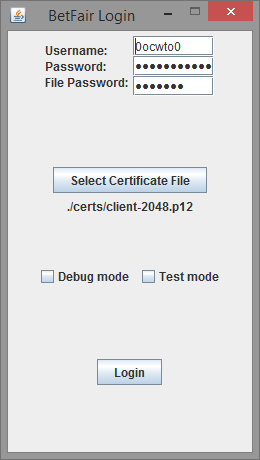 BetFair Login
Username: 0ocwto0
Password: ●●●●●●●●●●●
File Password: ●●●●●●●
Select Certificate File
./certs/client-2048.p12
Debug mode Test mode
Login